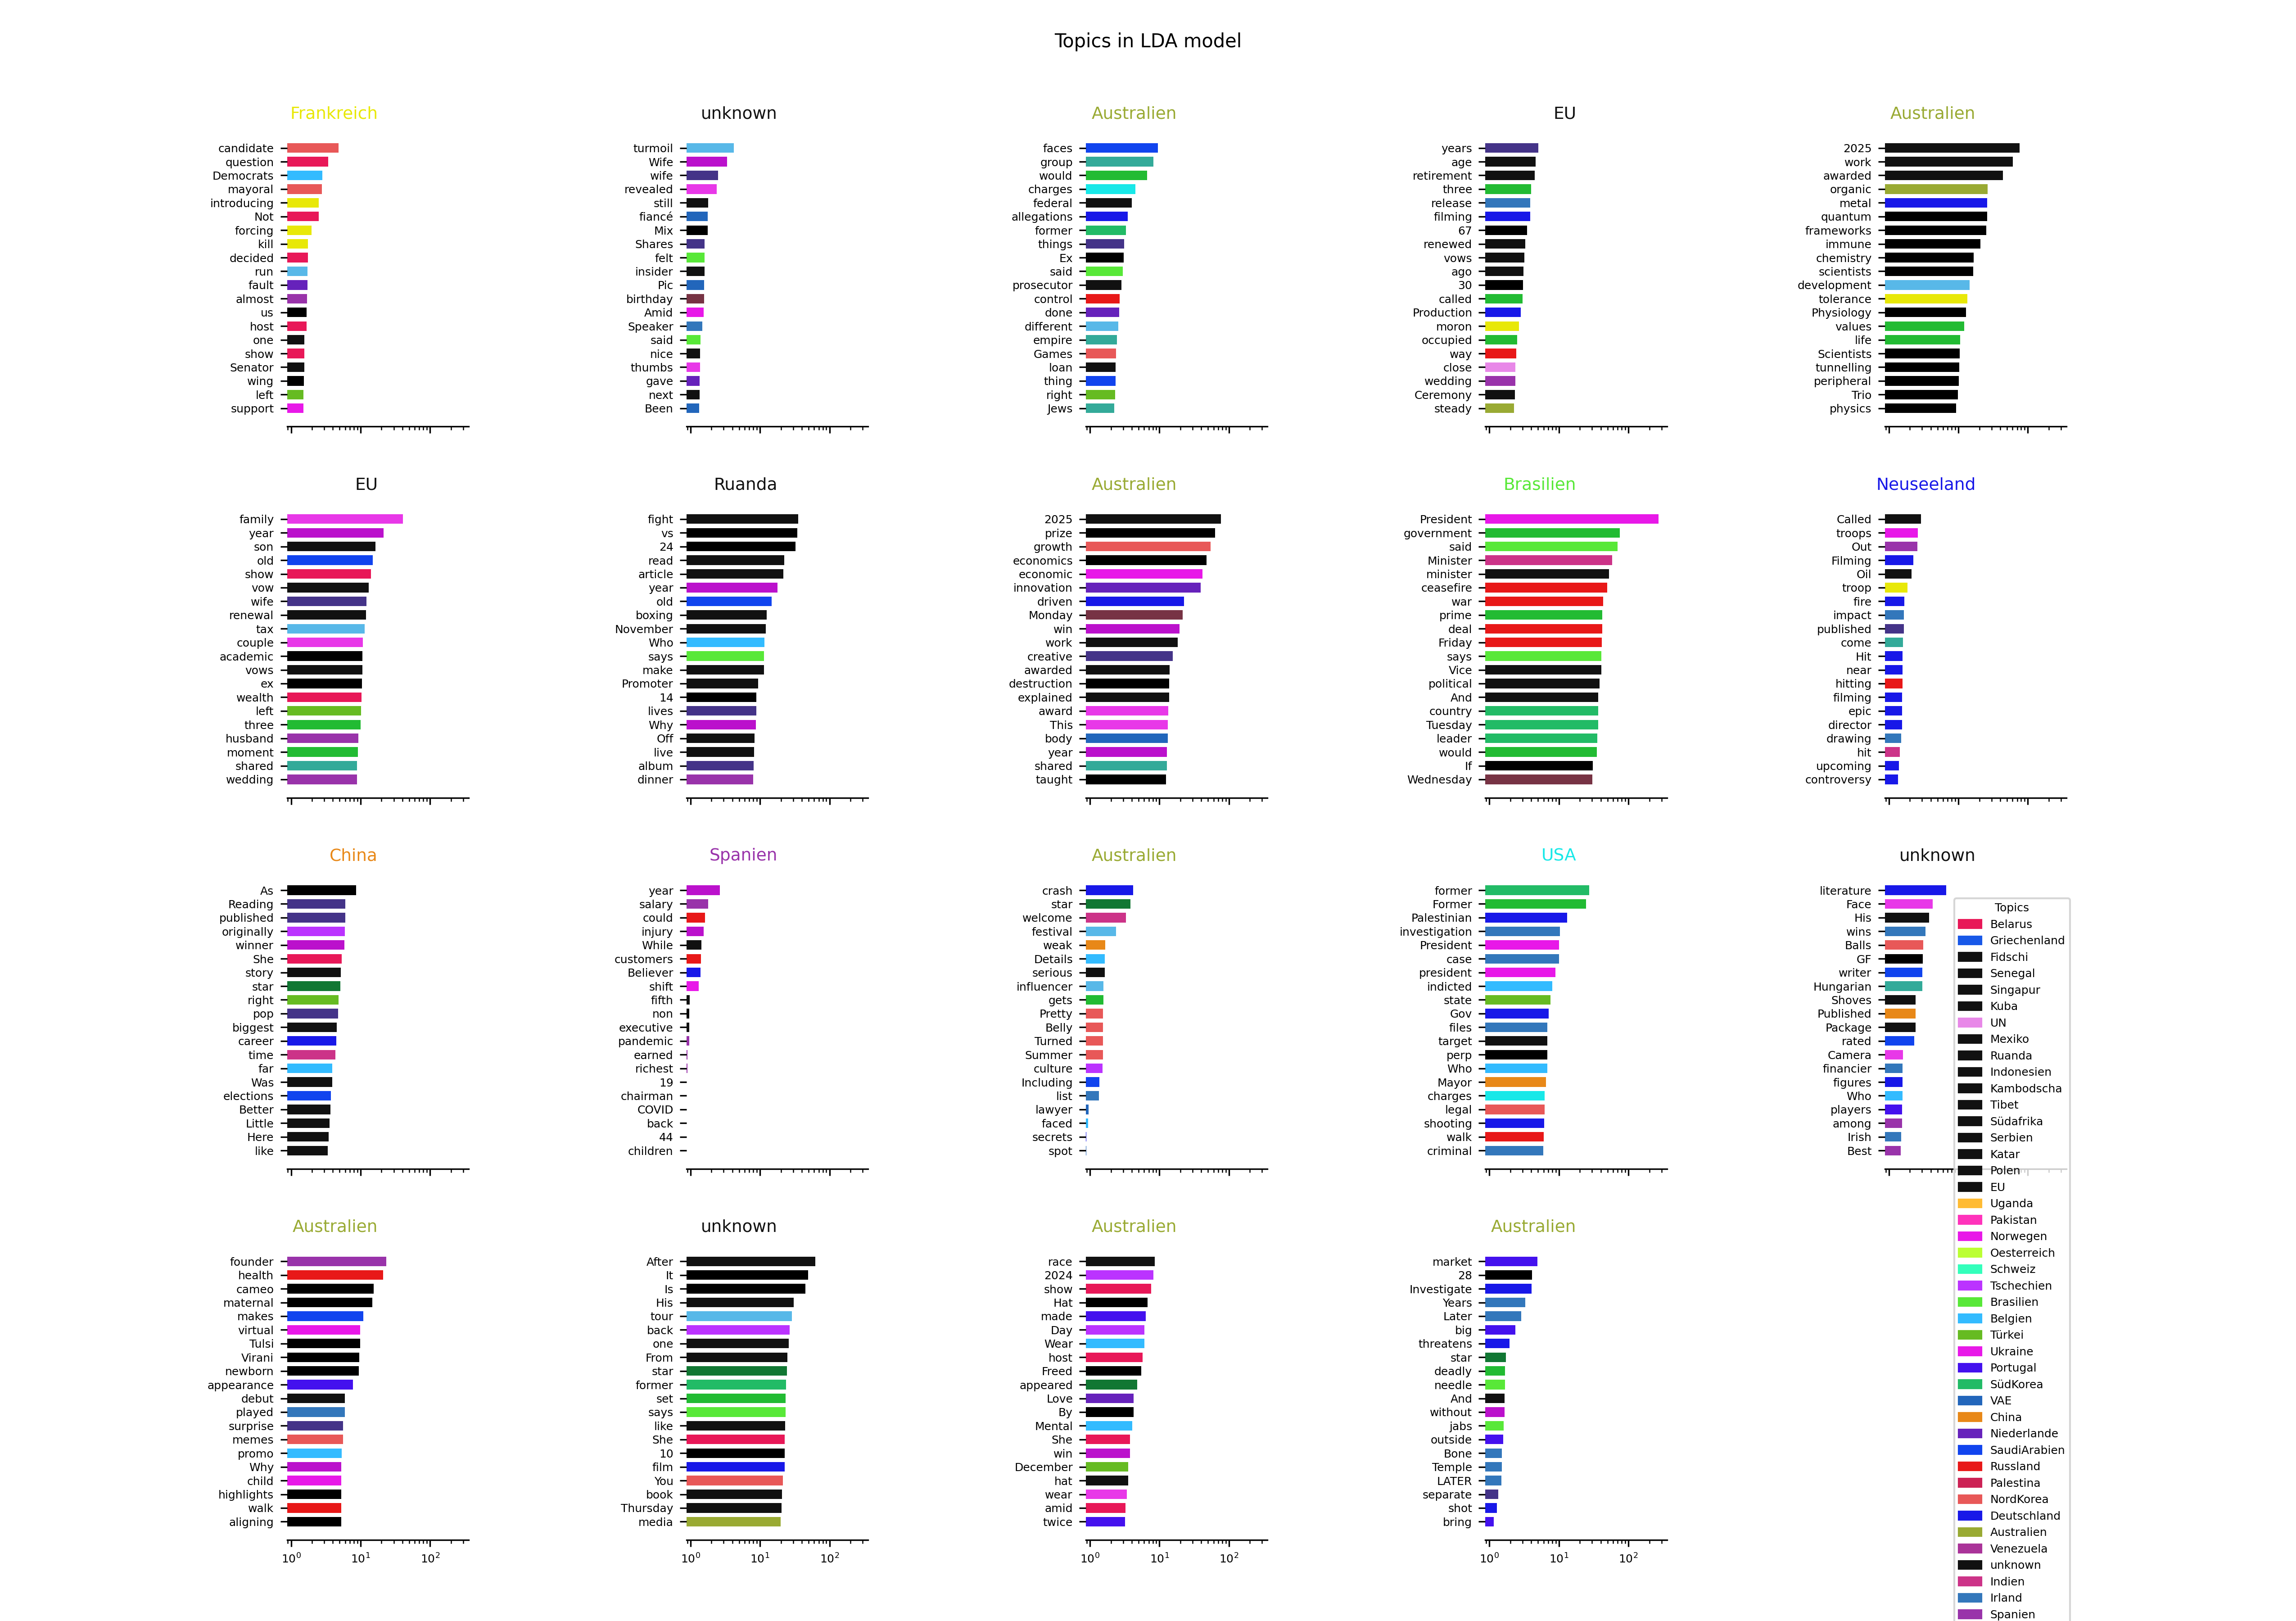 Topics in LDA model
Frankreich
candidate
question
Democrats
mayoral
introducing
Not
forcing
kill
decided
run
fault
almost
us
host
one
show
Senator
wing
left
support
unknown
turmoil
Wife
wife
revealed
still
fiancé
Mix
Shares
felt
insider
Pic
birthday
Amid
Speaker
said
nice
thumbs
gave
next
Been
Australien
faces
group
would
charges
federal
allegations
former
things
Ex
said
prosecutor
control
done
different
empire
Games
loan
thing
right
Jews
EU
years
age
retirement
three
release
filming
67
renewed
vows
ago
30
called
Production
moron
occupied
way
close
wedding
Ceremony
steady
Australien
2025
work
awarded
organic
metal
quantum
frameworks
immune
chemistry
scientists
development
tolerance
Physiology
values
life
Scientists
tunnelling
peripheral
Trio
physics
EU
family
year
son
old
show
vow
wife
renewal
tax
couple
academic
vows
ex
wealth
left
three
husband
moment
shared
wedding
Ruanda
fight
vs
24
read
article
year
old
boxing
November
Who
says
make
Promoter
14
lives
Why
Off
live
album
dinner
Australien
2025
prize
growth
economics
economic
innovation
driven
Monday
win
work
creative
awarded
destruction
explained
award
This
body
year
shared
taught
Brasilien
President
government
said
Minister
minister
ceasefire
war
prime
deal
Friday
says
Vice
political
And
country
Tuesday
leader
would
If
Wednesday
Neuseeland
Called
troops
Out
Filming
Oil
troop
fire
impact
published
come
Hit
near
hitting
filming
epic
director
drawing
hit
upcoming
controversy
China
As
Reading
published
originally
winner
She
story
star
right
pop
biggest
career
time
far
Was
elections
Better
Little
Here
like
Spanien
year
salary
could
injury
While
customers
Believer
shift
fifth
non
executive
pandemic
earned
richest
19
chairman
COVID
back
44
children
Australien
crash
star
welcome
festival
weak
Details
serious
influencer
gets
Pretty
Belly
Turned
Summer
culture
Including
list
lawyer
faced
secrets
spot
USA
former
Former
Palestinian
investigation
President
case
president
indicted
state
Gov
files
target
perp
Who
Mayor
charges
legal
shooting
walk
criminal
unknown
literature
Face
His
wins
Balls
GF
writer
Hungarian
Shoves
Published
Package
rated
Camera
financier
figures
Who
players
among
Irish
Best
Australien
founder
health
cameo
maternal
makes
virtual
Tulsi
Virani
newborn
appearance
debut
played
surprise
memes
promo
Why
child
highlights
walk
aligning
10⁰ 10¹ 10²
unknown
After
It
Is
His
tour
back
one
From
star
former
set
says
like
She
10
film
You
book
Thursday
media
10⁰ 10¹ 10²
Australien
race
2024
show
Hat
made
Day
Wear
host
Freed
appeared
Love
By
Mental
She
win
December
hat
wear
amid
twice
10⁰ 10¹ 10²
Australien
market
28
Investigate
Years
Later
big
threatens
star
deadly
needle
And
without
jabs
outside
Bone
Temple
LATER
separate
shot
bring
10⁰ 10¹ 10²
Topics
Belarus
Griechenland
Fidschi
Senegal
Singapur
Kuba
UN
Mexiko
Ruanda
Indonesien
Kambodscha
Tibet
Südafrika
Serbien
Katar
Polen
EU
Uganda
Pakistan
Norwegen
Oesterreich
Schweiz
Tschechien
Brasilien
Belgien
Türkei
Ukraine
Portugal
SüdKorea
VAE
China
Niederlande
SaudiArabien
Russland
Palestina
NordKorea
Deutschland
Australien
Venezuela
unknown
Indien
Irland
Spanien